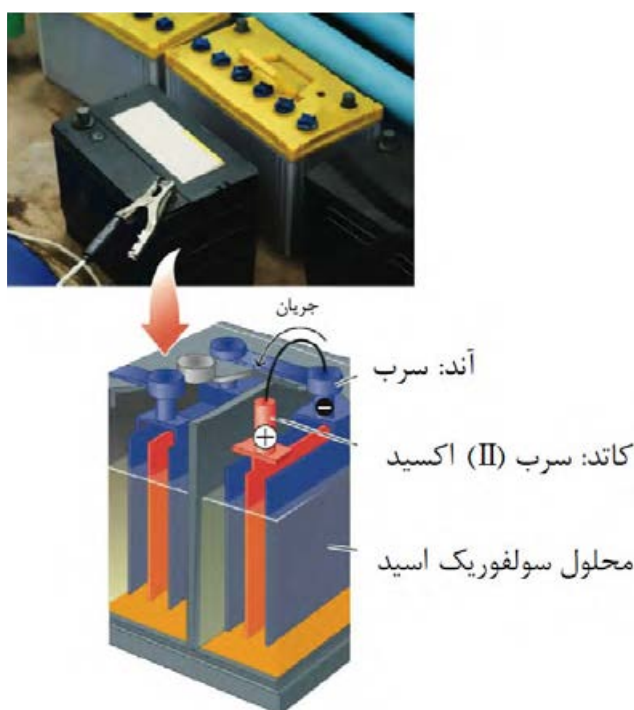 جریان
آند: سرب
کاتد: سرب (II) اکسید
محلول سولفوریک اسید